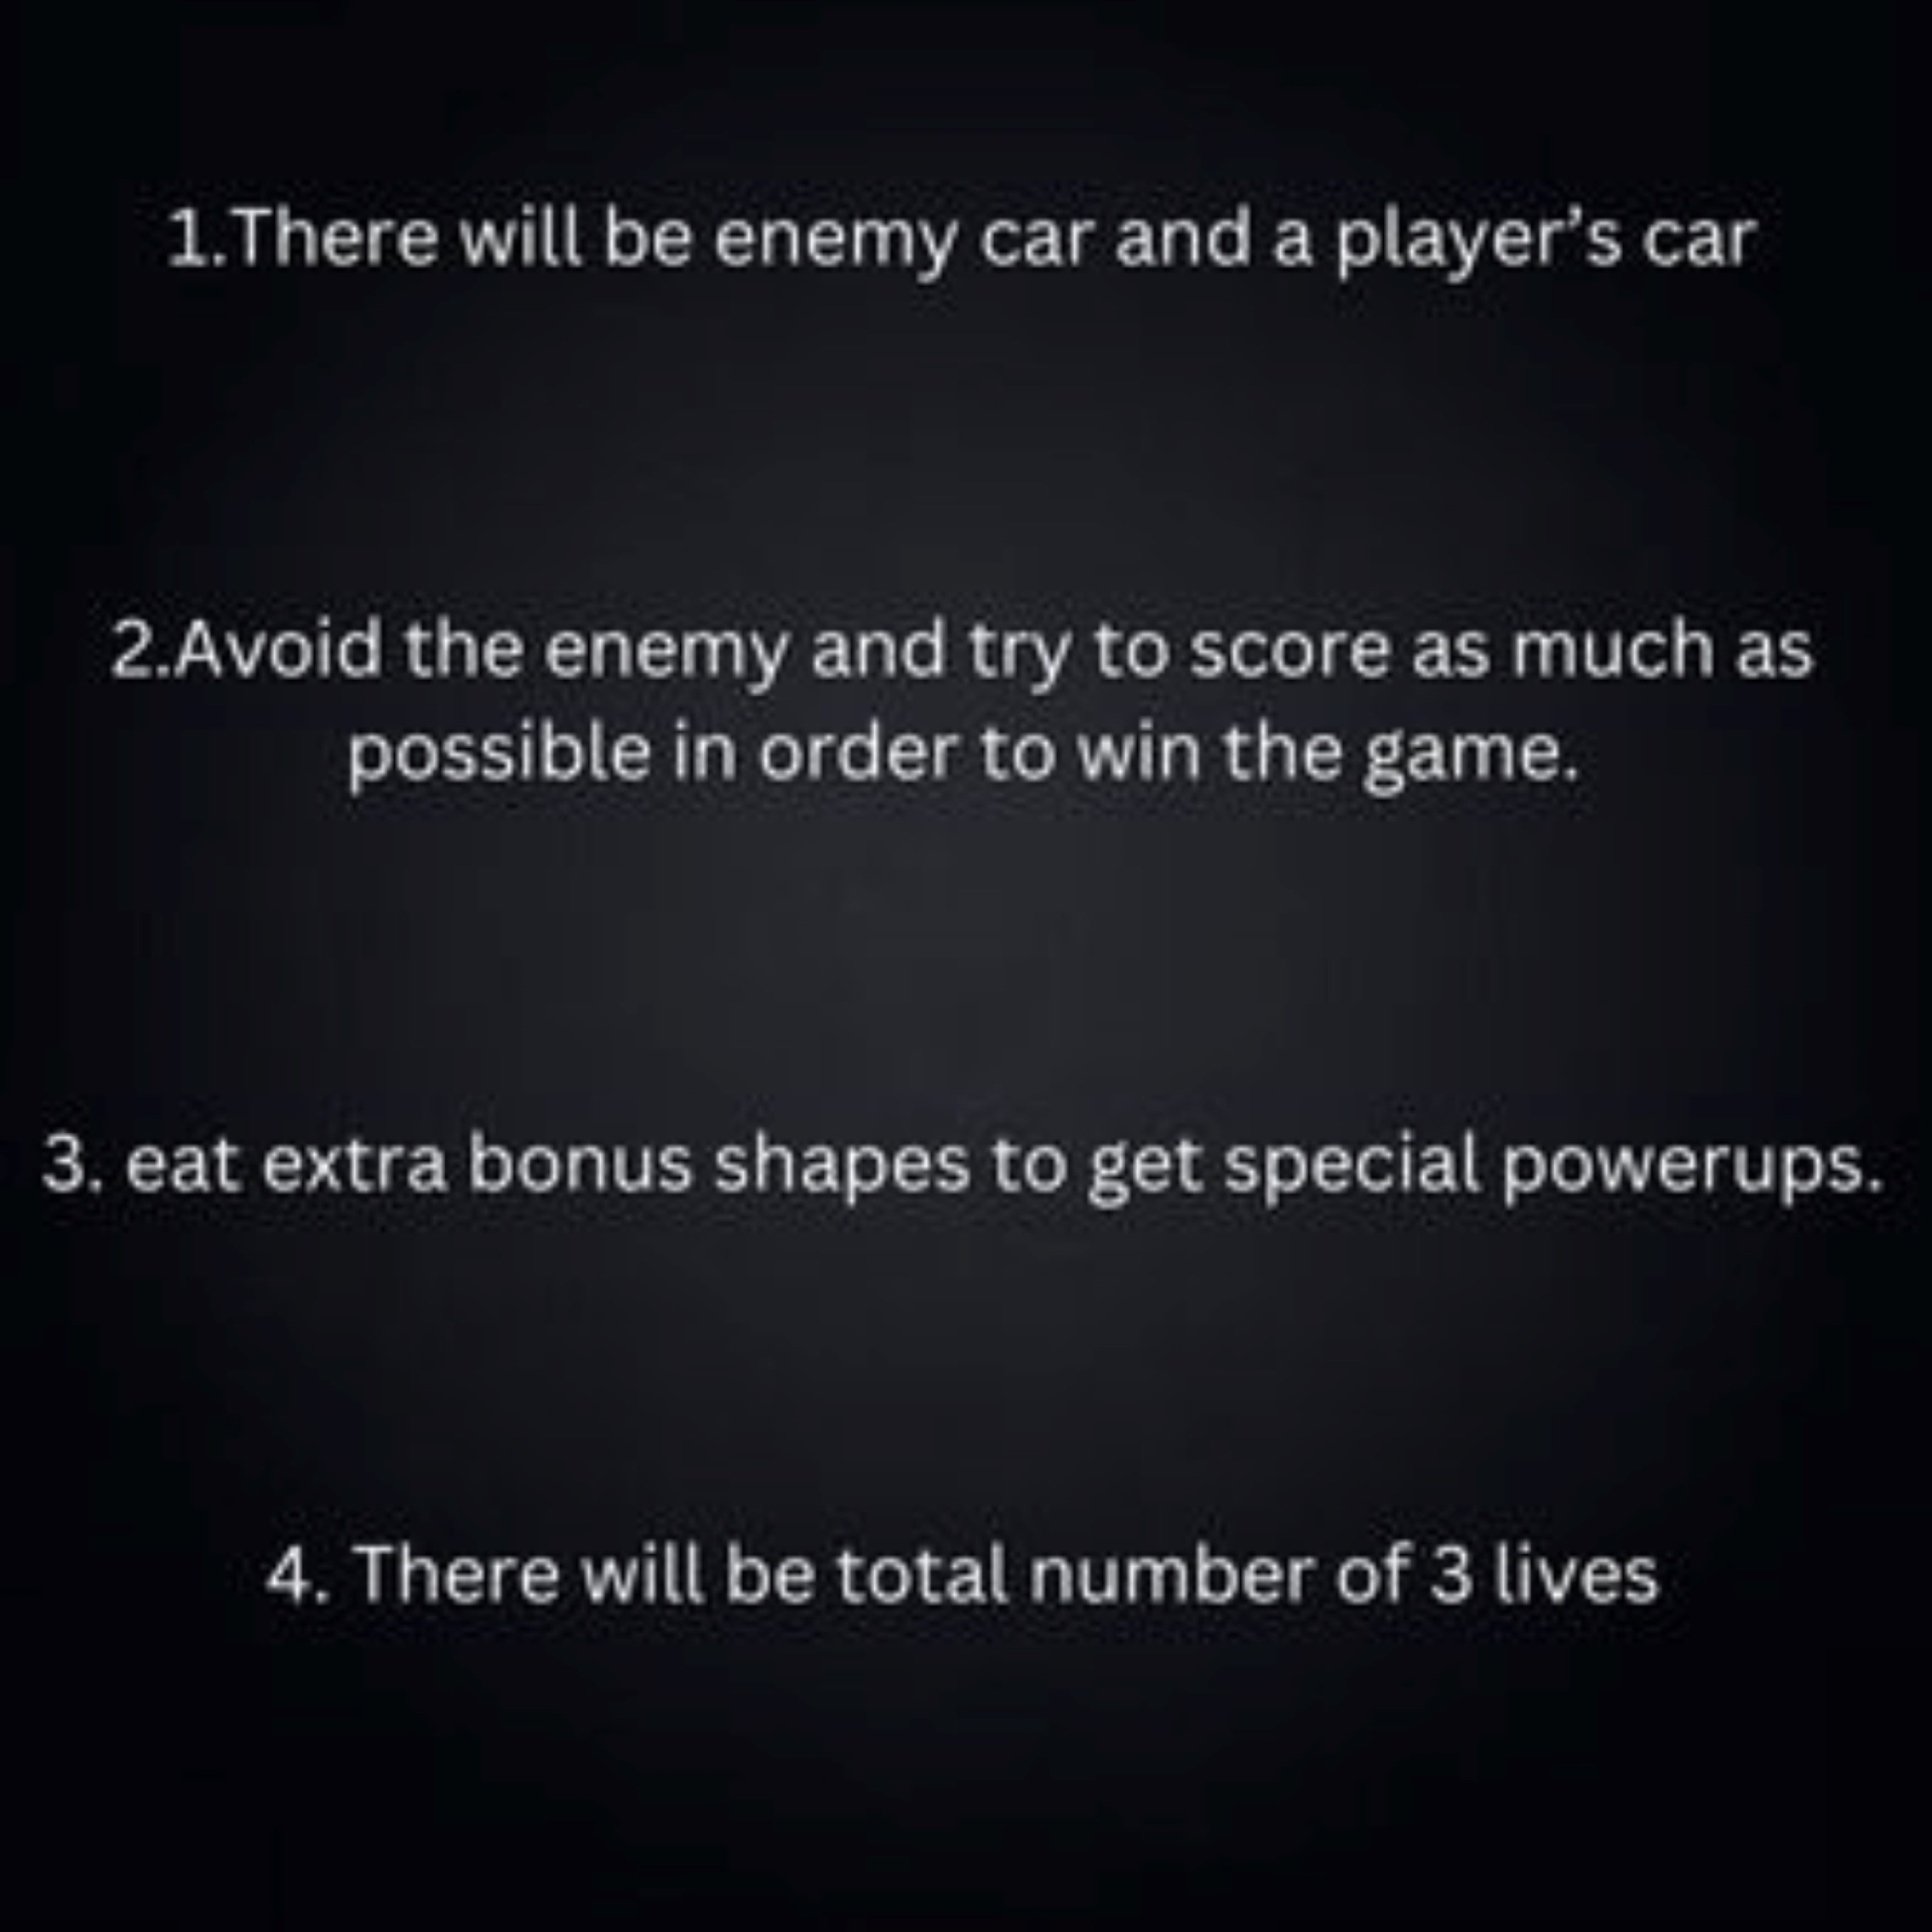 1.There will be enemy car and a player’s car
2.Avoid the enemy and try to score as much as
possible in order to win the game.
3. eat extra bonus shapes to get special powerups.
4. There will be total number of 3 lives